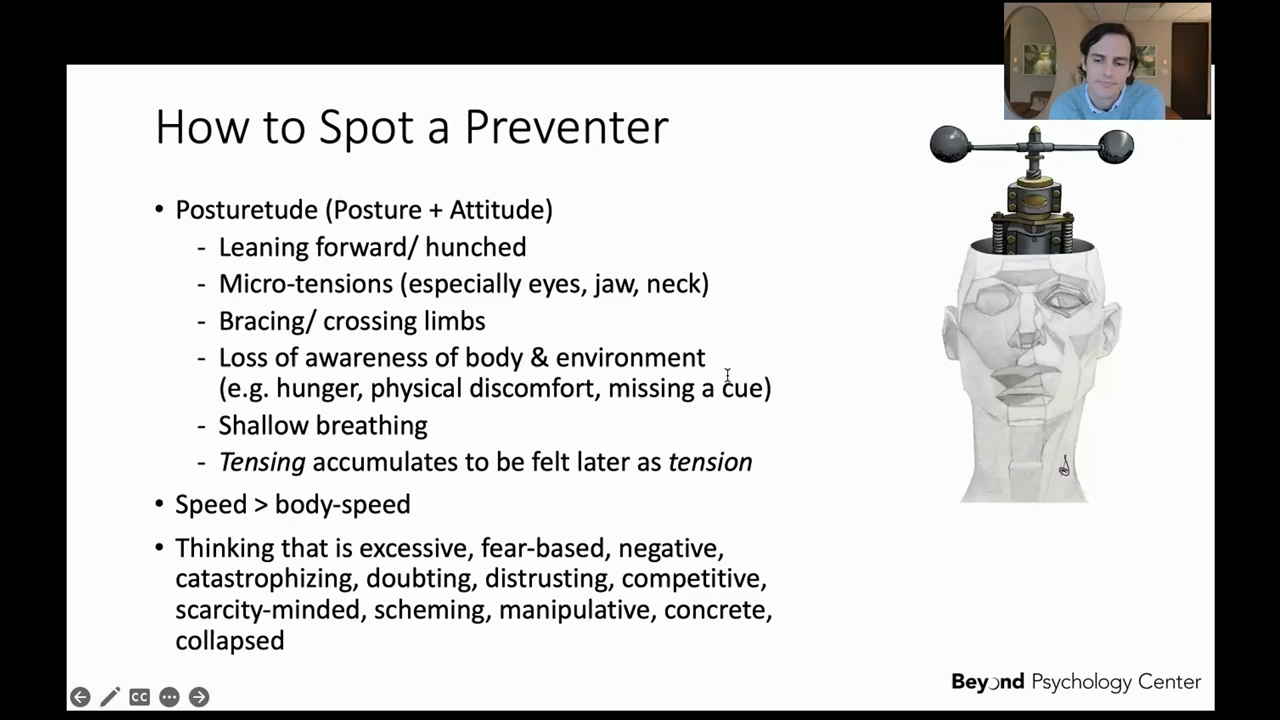 How to Spot a Preventer
• Posturetude (Posture + Attitude)
- Leaning forward/ hunched
- Micro-tensions (especially eyes, jaw, neck)
- Bracing/ crossing limbs
- Loss of awareness of body & environment
(e.g. hunger, physical discomfort, missing a cue)
- Shallow breathing
- Tensing accumulates to be felt later as tension
• Speed > body-speed
• Thinking that is excessive, fear-based, negative,
catastrophizing, doubting, distrusting, competitive,
scarcity-minded, scheming, manipulative, concrete,
collapsed
CC
Beyond Psychology Center